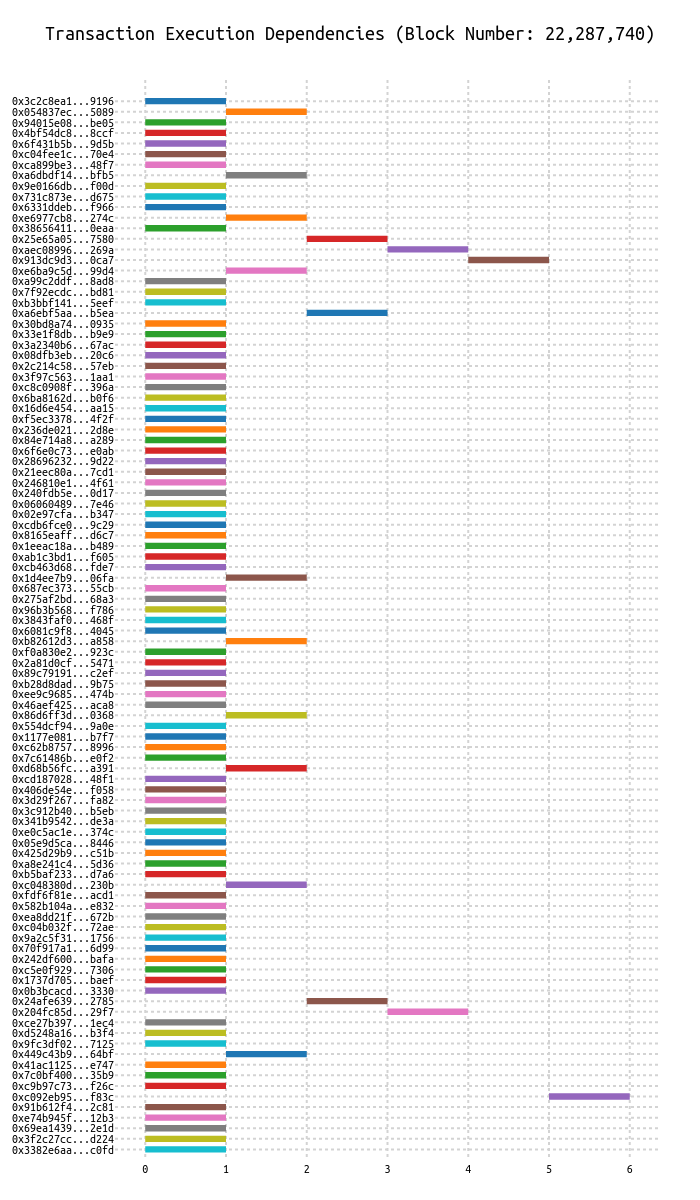 Transaction Execution Dependencies (Block Number: 22,287,740)
0x3c2c8ea1...9196
0x054837ec...5089
0x94015e08...be05
0x4bf54dc8...8ccf
0x6f431b5b...9d5b
0xc04fee1c...70e4
0xca899be3...48f7
0xa6dbdf14...bfb5
0x9e0166db...f00d
0x731c873e...d675
0x6331ddeb...f966
0xe6977cb8...274c
0x38656411...0eaa
0x25e65a05...7580
0xaec08996...269a
0x913dc9d3...0ca7
0xe6ba9c5d...99d4
0xa99c2ddf...8ad8
0x7f92ecdc...bd81
0xb3bbf141...5eef
0xa6ebf5aa...b5ea
0x30bd8a74...0935
0x33e1f8db...b9e9
0x3a2340b6...67ac
0x08dfb3eb...20c6
0x2c214c58...57eb
0x3f97c563...1aa1
0xc8c0908f...396a
0x6ba8162d...b0f6
0x16d6e454...aa15
0xf5ec3378...4f2f
0x236de021...2d8e
0x84e714a8...a289
0x6f6e0c73...e0ab
0x28696232...9d22
0x21eec80a...7cd1
0x246810e1...4f61
0x240fdb5e...0d17
0x06060489...7e46
0x02e97cfa...b347
0xcdb6fce0...9c29
0x8165eaff...d6c7
0x1eeac18a...b489
0xab1c3bd1...f605
0xcb463d68...fde7
0x1d4ee7b9...06fa
0x687ec373...55cb
0x275af2bd...68a3
0x96b3b568...f786
0x3843faf0...468f
0x6081c9f8...4045
0xb82612d3...a858
0xf0a830e2...923c
0x2a81d0cf...5471
0x89c79191...c2ef
0xb28d8dad...9b75
0xee9c9685...474b
0x46aef425...aca8
0x86d6ff3d...0368
0x554dcf94...9a0e
0x1177e081...b7f7
0xc62b8757...8996
0x7c61486b...e0f2
0xd68b56fc...a391
0xcd187028...48f1
0x406de54e...f058
0x3d29f267...fa82
0x3c912b40...b5eb
0x341b9542...de3a
0xe0c5ac1e...374c
0x05e9d5ca...8446
0x425d29b9...c51b
0xa8e241c4...5d36
0xb5baf233...d7a6
0xc048380d...230b
0xfdf6f81e...acd1
0x582b104a...e832
0xea8dd21f...672b
0xc04b032f...72ae
0x9a2c5f31...1756
0x70f917a1...6d99
0x242df600...bafa
0xc5e0f929...7306
0x1737d705...baef
0x0b3bcacd...3330
0x24afe639...2785
0x204fc85d...29f7
0xce27b397...1ec4
0xd5248a16...b3f4
0x9fc3df02...7125
0x449c43b9...64bf
0x41ac1125...e747
0x7c0bf400...35b9
0xc9b97c73...f26c
0xc092eb95...f83c
0x91b612f4...2c81
0xe74b945f...12b3
0x69ea1439...2e1d
0x3f2c27cc...d224
0x3382e6aa...c0fd
0 1 2 3 4 5 6